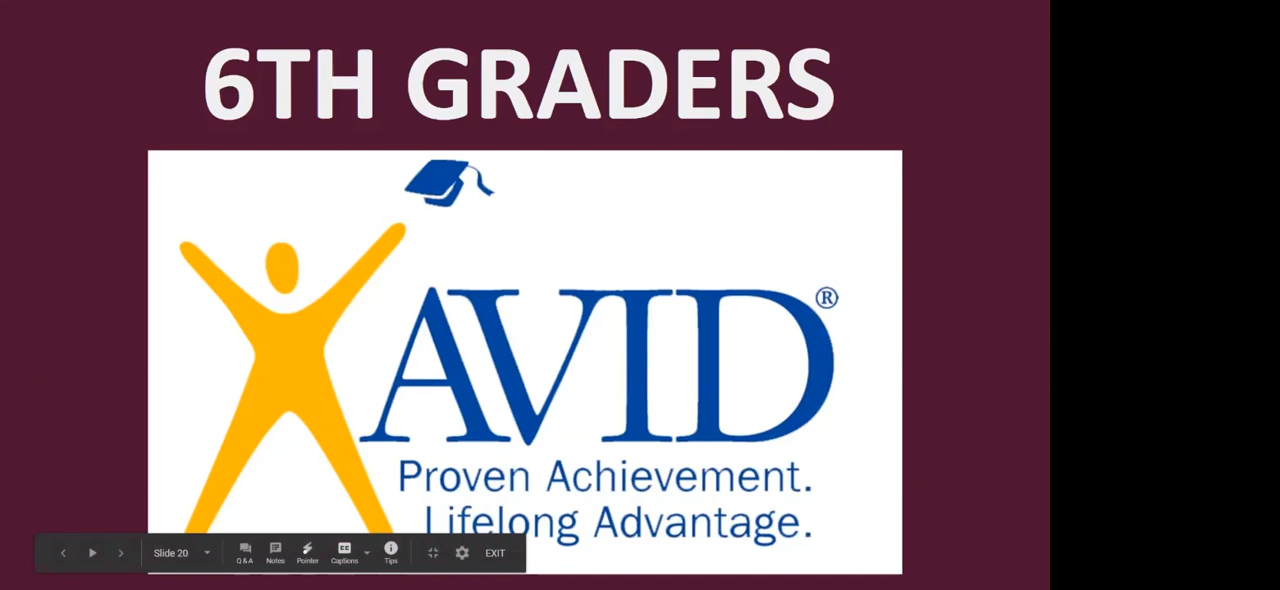 6TH GRADERS
AVID®
Proven Achievement.
Lifelong Advantage.
Slide 20
Q&A
Notes
Pointer
Captions
Tips
EXIT